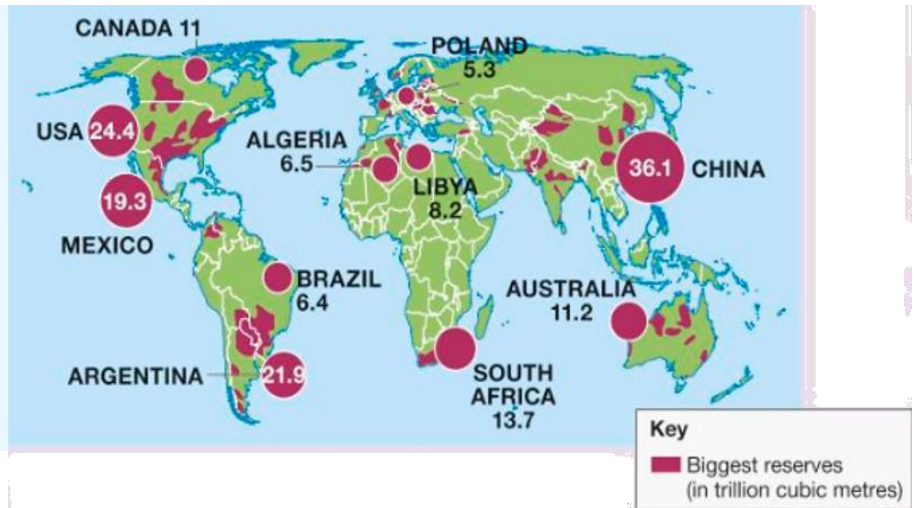 CANADA 11
POLAND
5.3
USA 24.4
ALGERIA
6.5
LIBYA
8.2
36.1 CHINA
19.3
MEXICO
BRAZIL
6.4
AUSTRALIA
11.2
ARGENTINA 21.9
SOUTH
AFRICA
13.7
Key
Biggest reserves
(in trillion cubic metres)